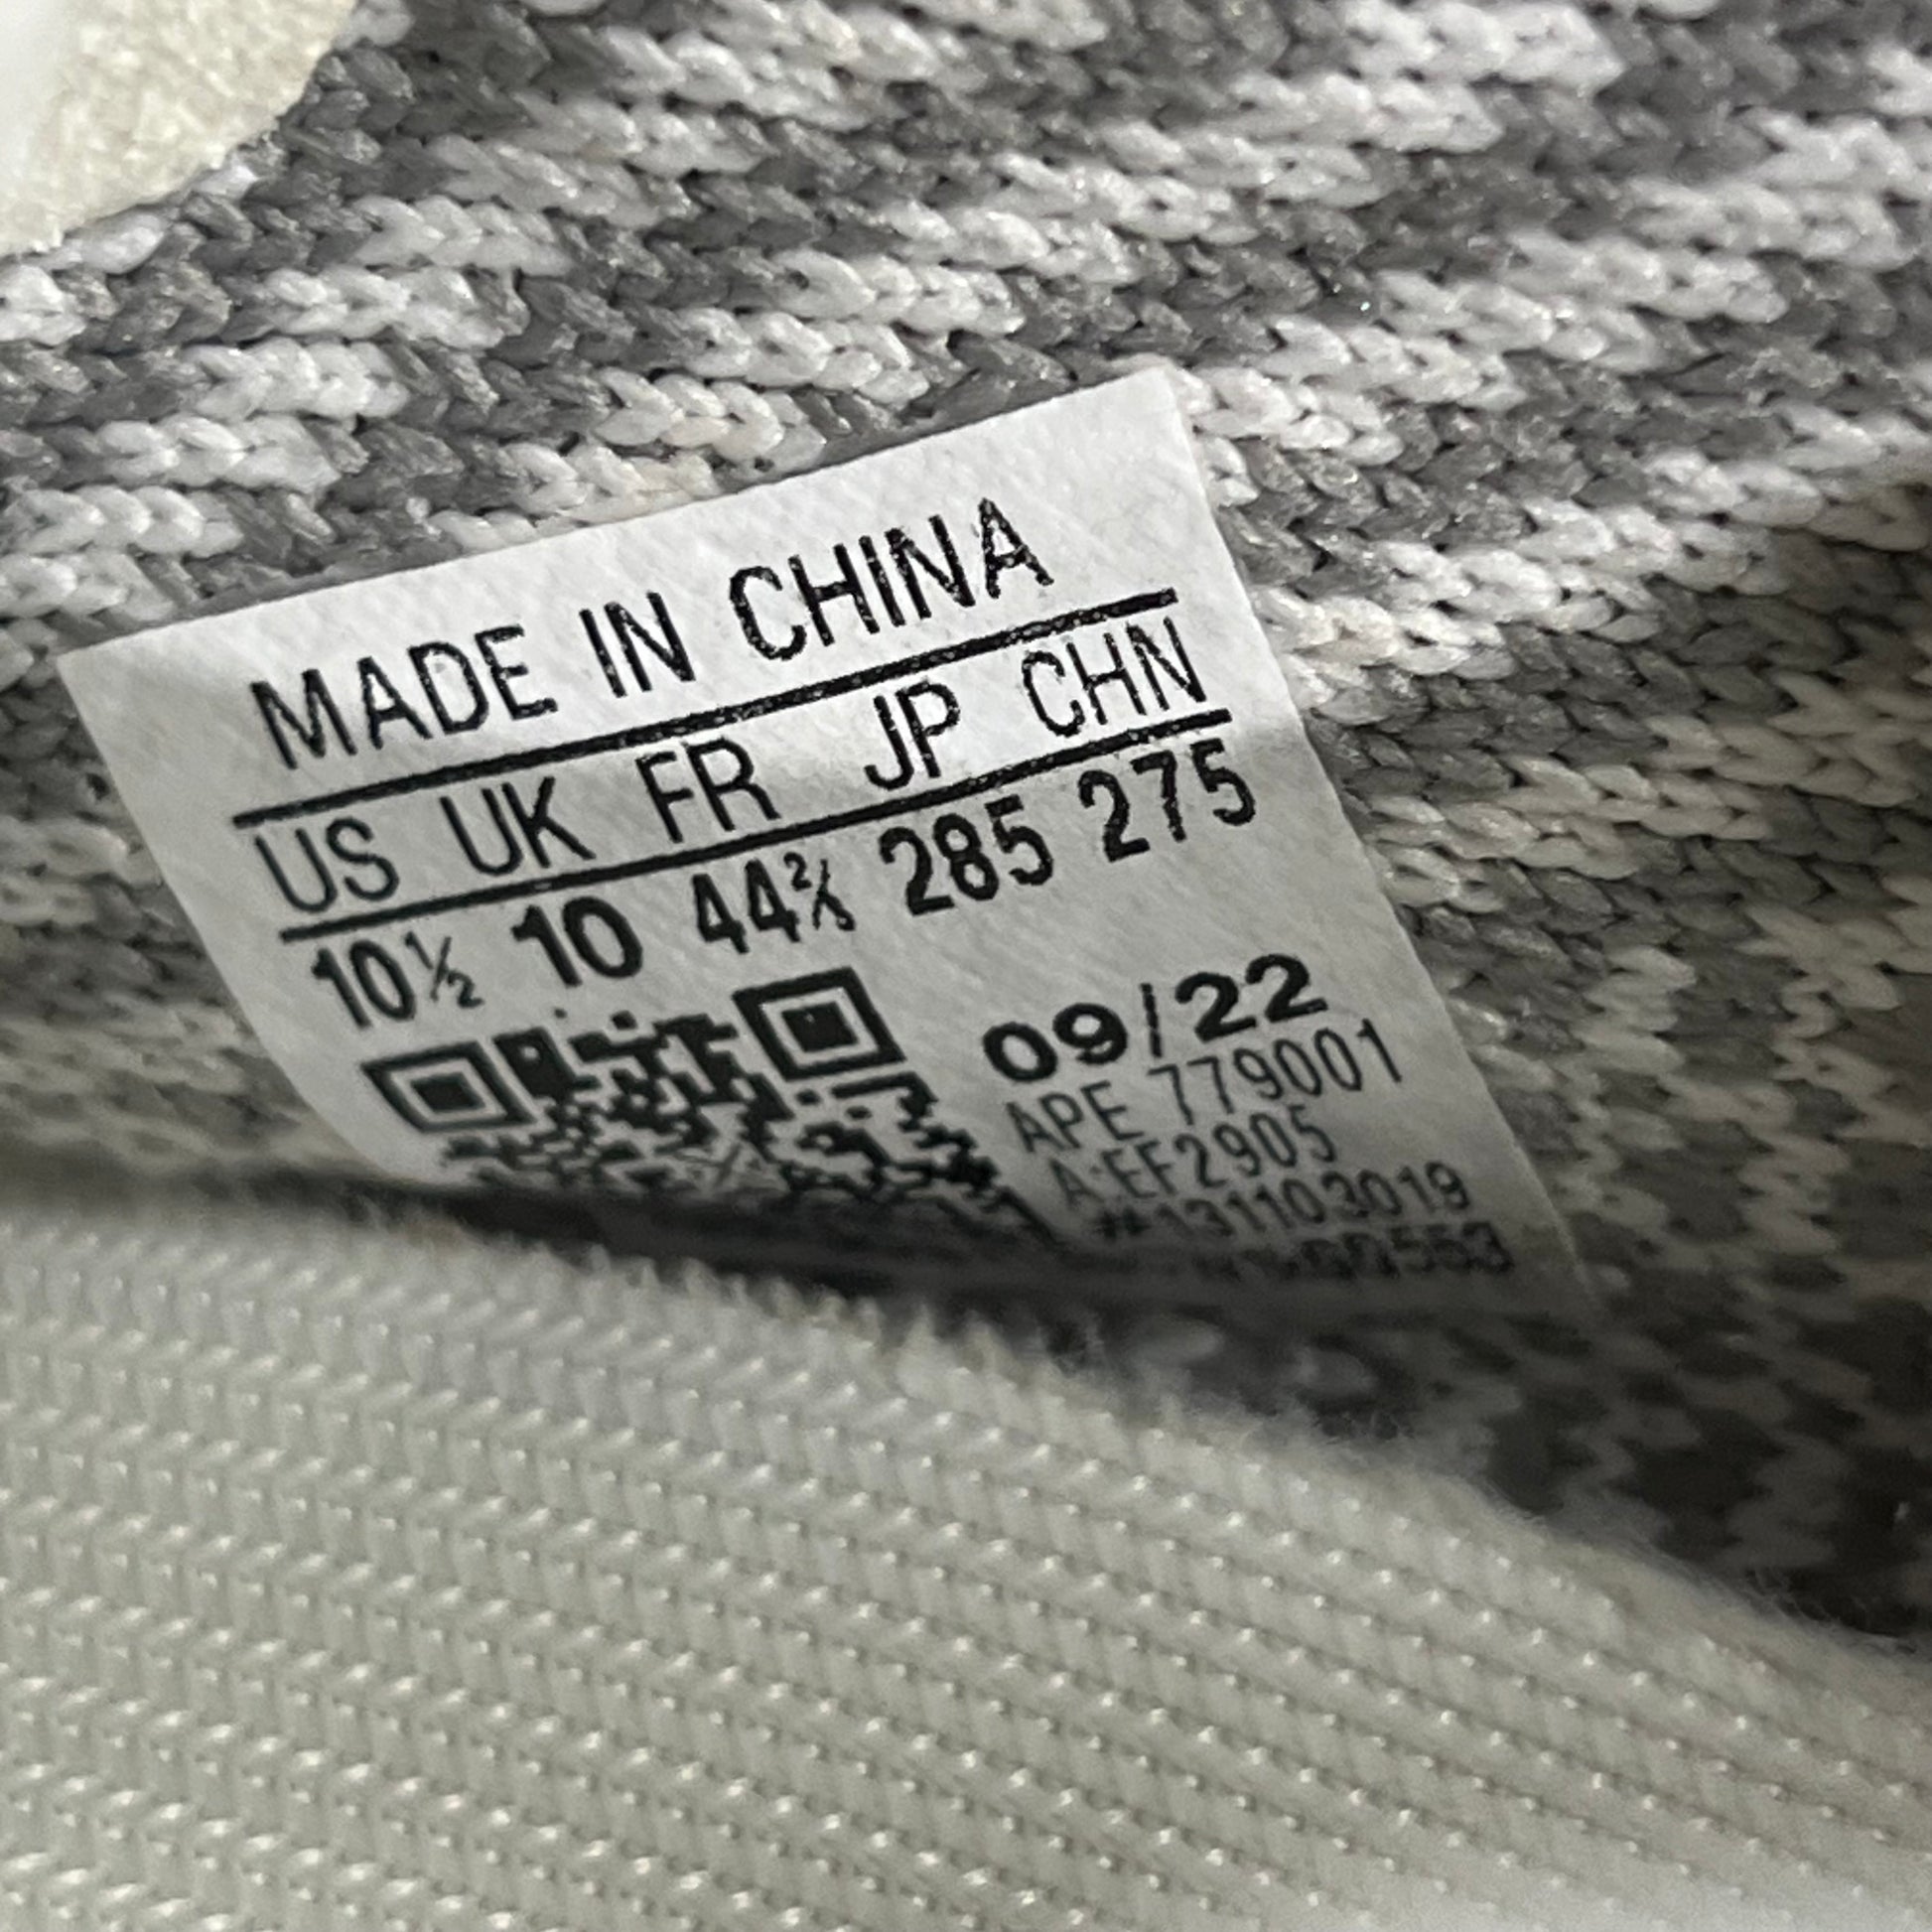 MADE IN CHINA
US UK FR JP CHN
10½ 10 44⅔ 285 275
09/22
APE 779001
A:EF2905
#131103019